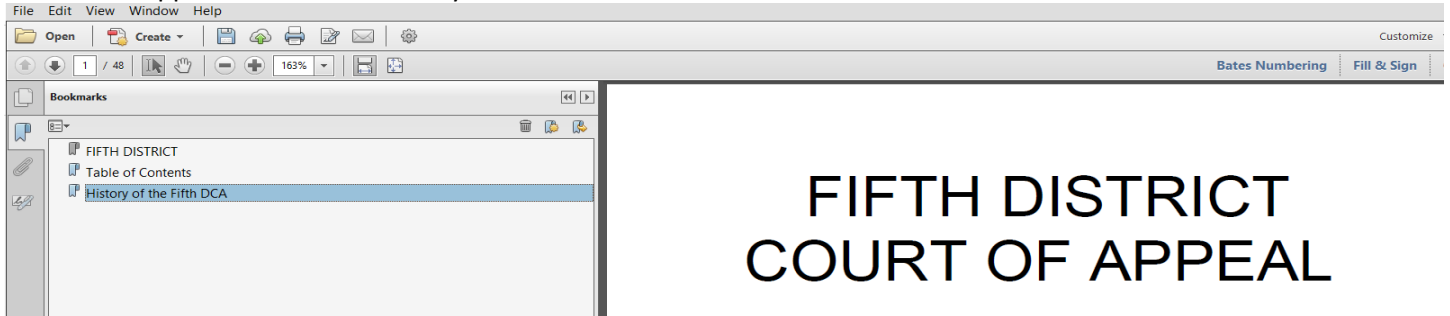 File Edit View Window Help
Open Create Customize
1 / 48 163% Bates Numbering Fill & Sign
Bookmarks
FIFTH DISTRICT
Table of Contents
History of the Fifth DCA
FIFTH DISTRICT
COURT OF APPEAL